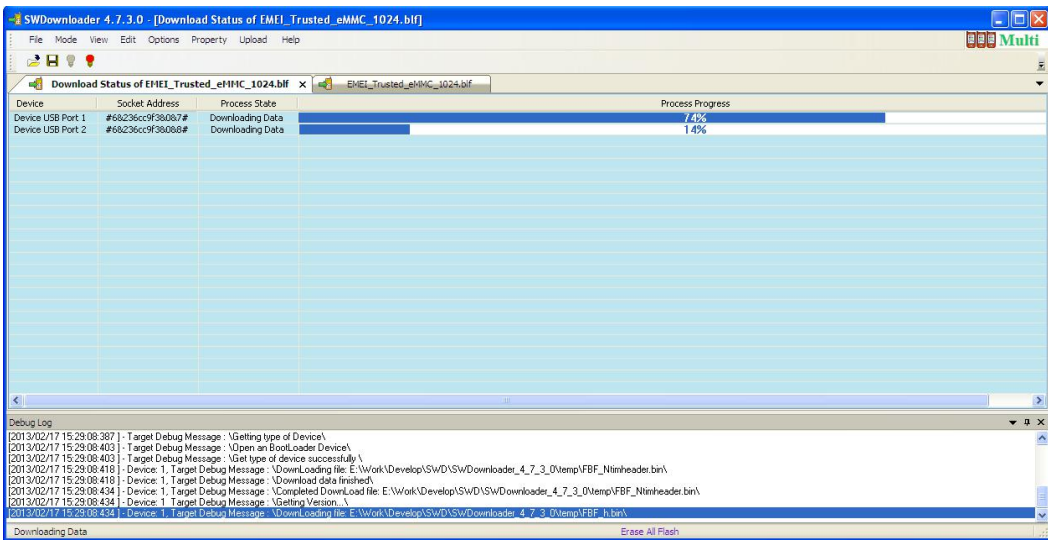 SWDownloader 4.7.3.0 - [Download Status of EMEI_Trusted_eMMC_1024.blf]
File Mode View Edit Options Property Upload Help
Multi
Download Status of EMEI_Trusted_eMMC_1024.blf x EMEI_Trusted_eMMC_1024.blf
Device Socket Address Process State Process Progress
Device USB Port 1 #6&236cc9f3&0&7# Downloading Data 74%
Device USB Port 2 #6&236cc9f3&0&8# Downloading Data 14%
Debug Log
[2013/02/17 15:29:08:387 ] - Target Debug Message : \Getting type of Device\
[2013/02/17 15:29:08:403 ] - Target Debug Message : \Open an BootLoader Device\
[2013/02/17 15:29:08:403 ] - Target Debug Message : \Get type of device successfully \
[2013/02/17 15:29:08:418 ] - Device: 1, Target Debug Message : \DownLoading file: E:\Work\Develop\SWD\SWDownloader_4_7_3_0\temp\FBF_Ntimheader.bin\
[2013/02/17 15:29:08:418 ] - Device: 1, Target Debug Message : \Download data finished\
[2013/02/17 15:29:08:434 ] - Device: 1, Target Debug Message : \Completed DownLoad file: E:\Work\Develop\SWD\SWDownloader_4_7_3_0\temp\FBF_Ntimheader.bin\
[2013/02/17 15:29:08:434 ] - Device: 1 Target Debug Message : \Getting Version...\
[2013/02/17 15:29:08:434 ] - Device: 1, Target Debug Message : \DownLoading file: E:\Work\Develop\SWD\SWDownloader_4_7_3_0\temp\FBF_h.bin\
Downloading Data Erase All Flash